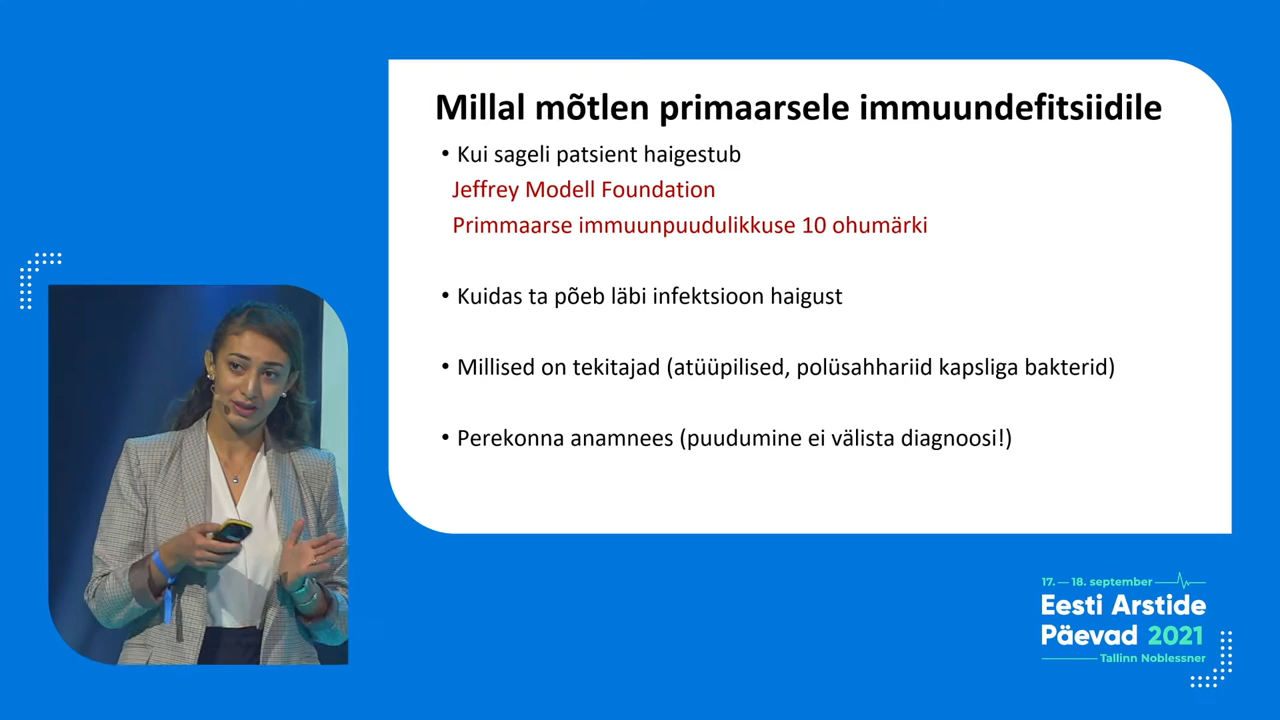 Millal mõtlen primaarsele immuundefitsiidile
• Kui sageli patsient haigestub
Jeffrey Modell Foundation
Primmaarse immuunpuudulikkuse 10 ohumärki
• Kuidas ta põeb läbi infektsioon haigust
• Millised on tekitajad (atüüpilised, polüsahhariid kapsliga bakterid)
• Perekonna anamnees (puudumine ei välista diagnoosi!)
17. — 18. september
Eesti Arstide
Päevad 2021
Tallinn Noblessner